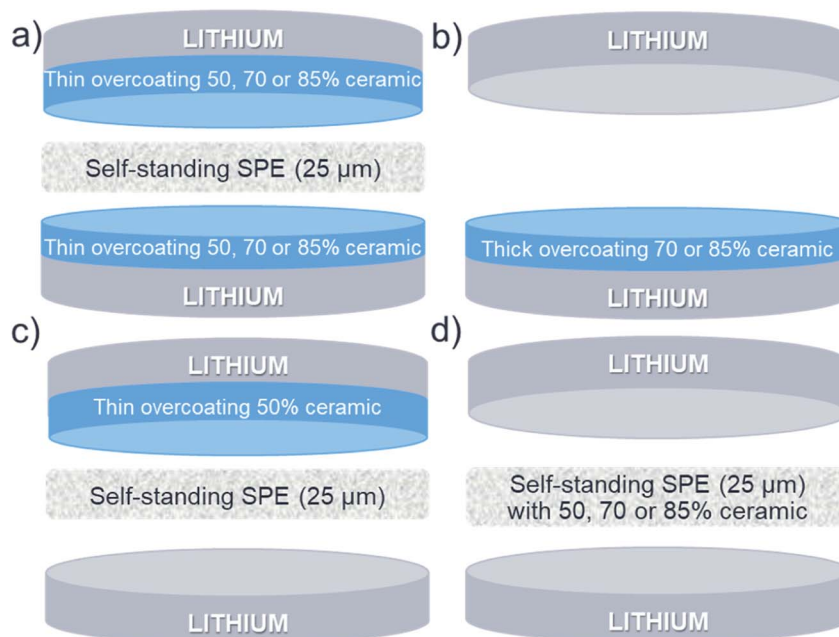 a)
LITHIUM
Thin overcoating 50, 70 or 85% ceramic
Self-standing SPE (25 µm)
Thin overcoating 50, 70 or 85% ceramic
LITHIUM
b)
LITHIUM
Thick overcoating 70 or 85% ceramic
LITHIUM
c)
LITHIUM
Thin overcoating 50% ceramic
Self-standing SPE (25 µm)
LITHIUM
d)
LITHIUM
Self-standing SPE (25 µm)
with 50, 70 or 85% ceramic
LITHIUM